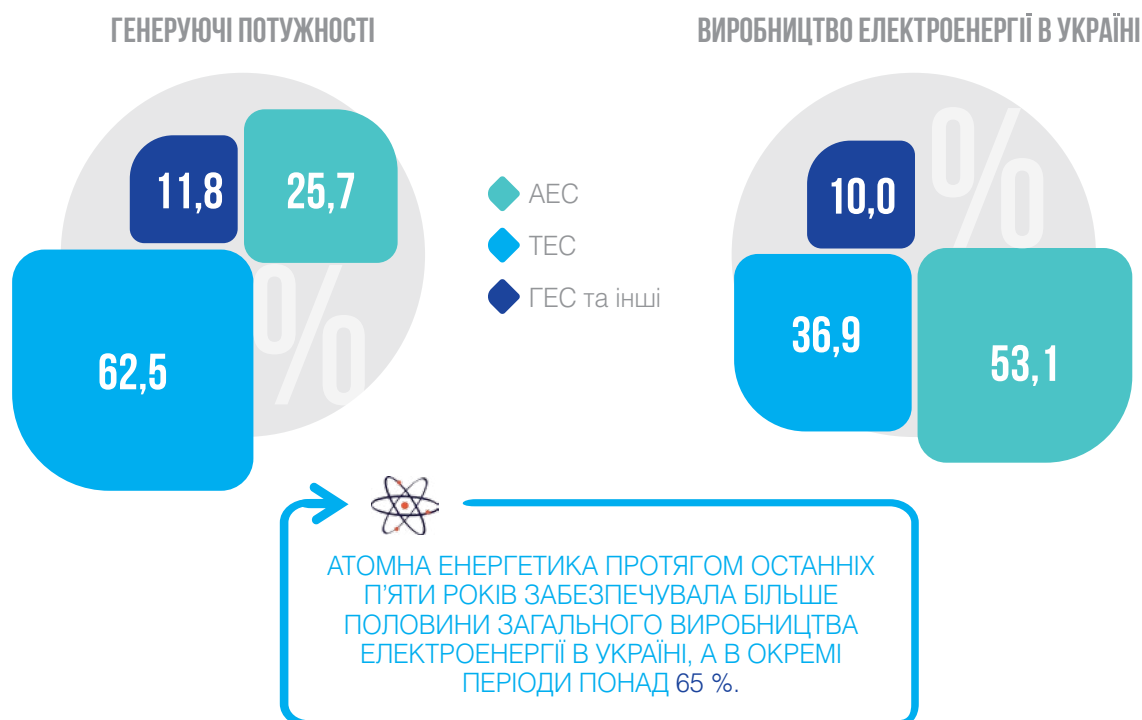 ГЕНЕРУЮЧІ ПОТУЖНОСТІ
11,8
25,7
62,5
%
АЕС
ТЕС
ГЕС та інші
ВИРОБНИЦТВО ЕЛЕКТРОЕНЕРГІЇ В УКРАЇНІ
%
10,0
36,9
53,1
АТОМНА ЕНЕРГЕТИКА ПРОТЯГОМ ОСТАННІХ
П’ЯТИ РОКІВ ЗАБЕЗПЕЧУВАЛА БІЛЬШЕ
ПОЛОВИНИ ЗАГАЛЬНОГО ВИРОБНИЦТВА
ЕЛЕКТРОЕНЕРГІЇ В УКРАЇНІ, А В ОКРЕМІ
ПЕРІОДИ ПОНАД 65 %.